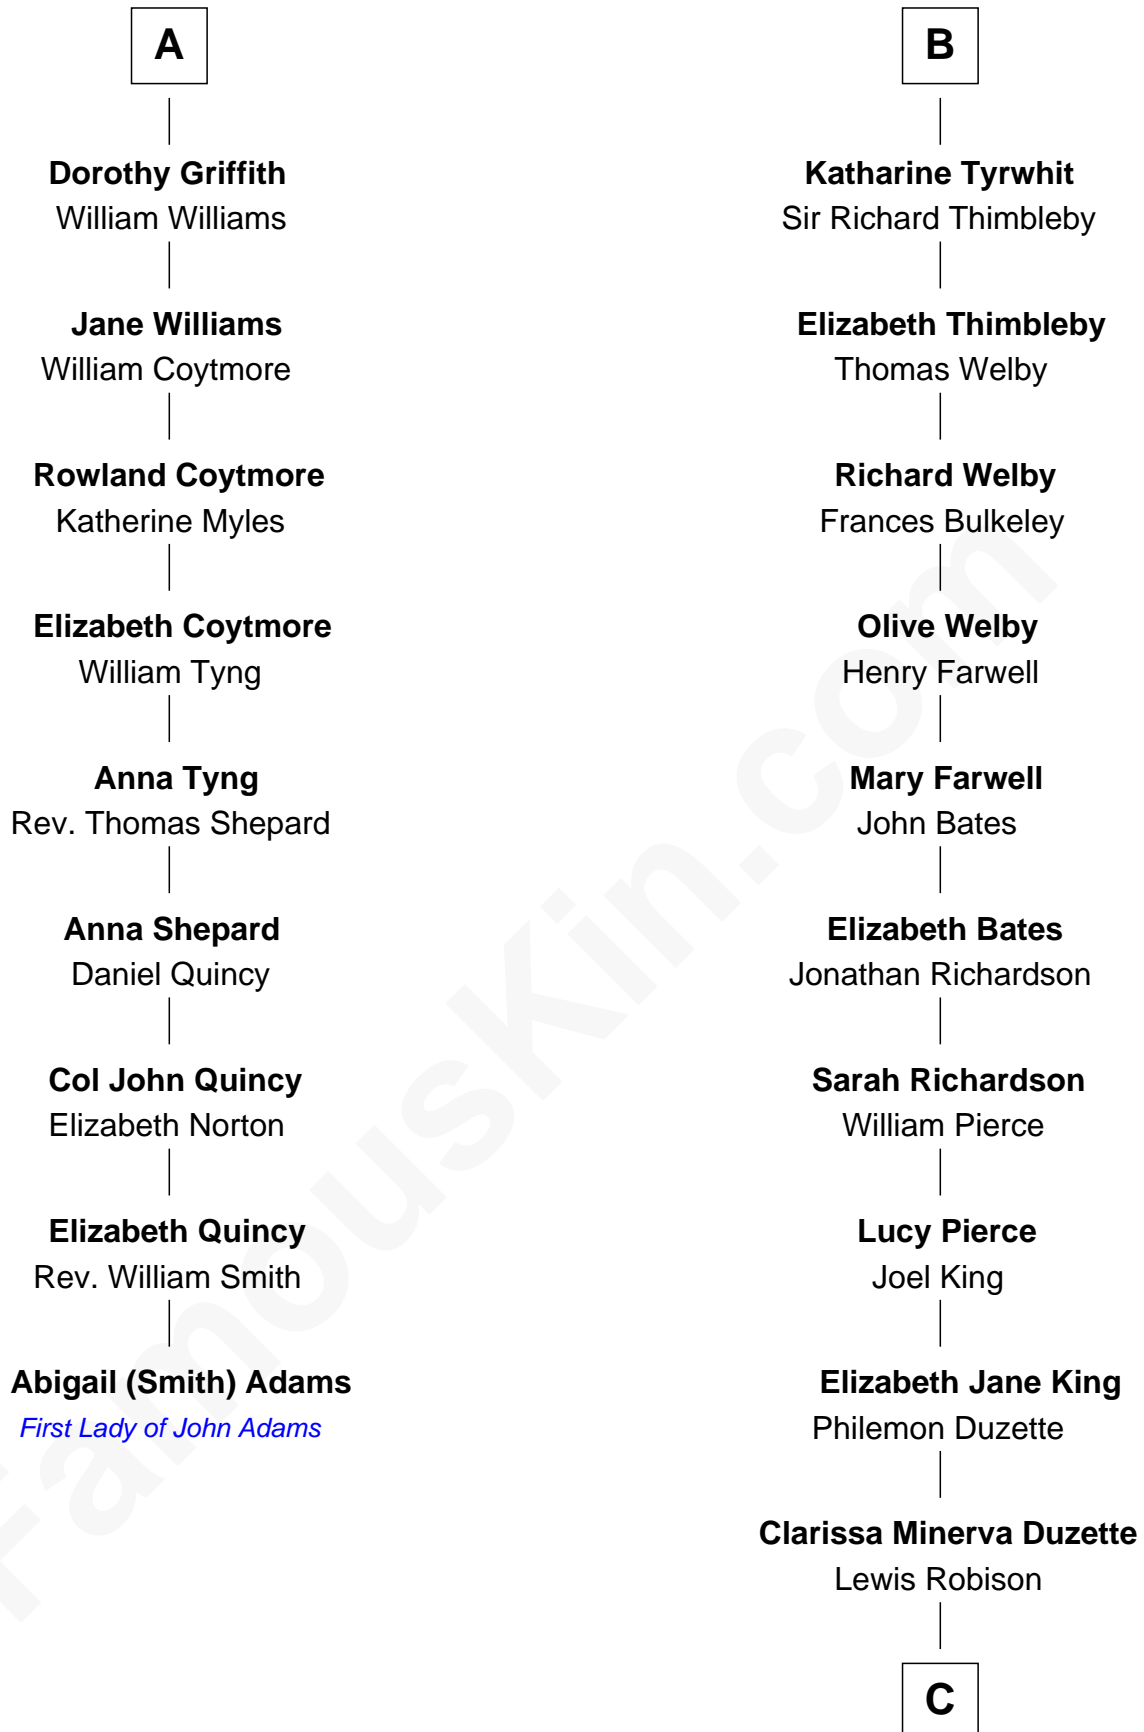 A
Dorothy Griffith
William Williams
Jane Williams
William Coytmore
Rowland Coytmore
Katherine Myles
Elizabeth Coytmore
William Tyng
Anna Tyng
Rev. Thomas Shepard
Anna Shepard
Daniel Quincy
Col John Quincy
Elizabeth Norton
Elizabeth Quincy
Rev. William Smith
Abigail (Smith) Adams
First Lady of John Adams
B
Katharine Tyrwhit
Sir Richard Thimbleby
Elizabeth Thimbleby
Thomas Welby
Richard Welby
Frances Bulkeley
Olive Welby
Henry Farwell
Mary Farwell
John Bates
Elizabeth Bates
Jonathan Richardson
Sarah Richardson
William Pierce
Lucy Pierce
Joel King
Elizabeth Jane King
Philemon Duzette
Clarissa Minerva Duzette
Lewis Robison
C
FamousKin.com